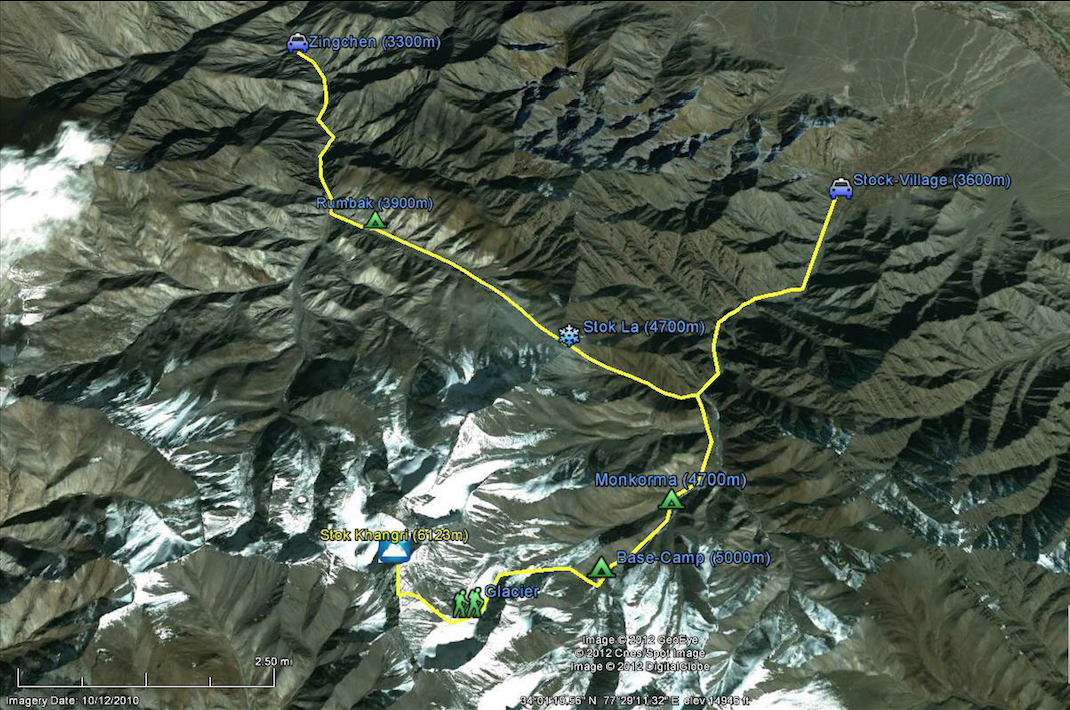 Zingchen (3300m)
Stock-Village (3600m)
Rumbak (3900m)
Stok La (4700m)
Monkorma (4700m)
Stok Khangri (6123m)
Base-Camp (5000m)
Glacier
Image © 2012 GeoEye
© 2012 Cnes/Spot Image
Image © 2012 DigitalGlobe
2.50 mi
Imagery Date: 10/12/2010
34°01'19.56" N 77°29'11.32" E elev 14946 ft